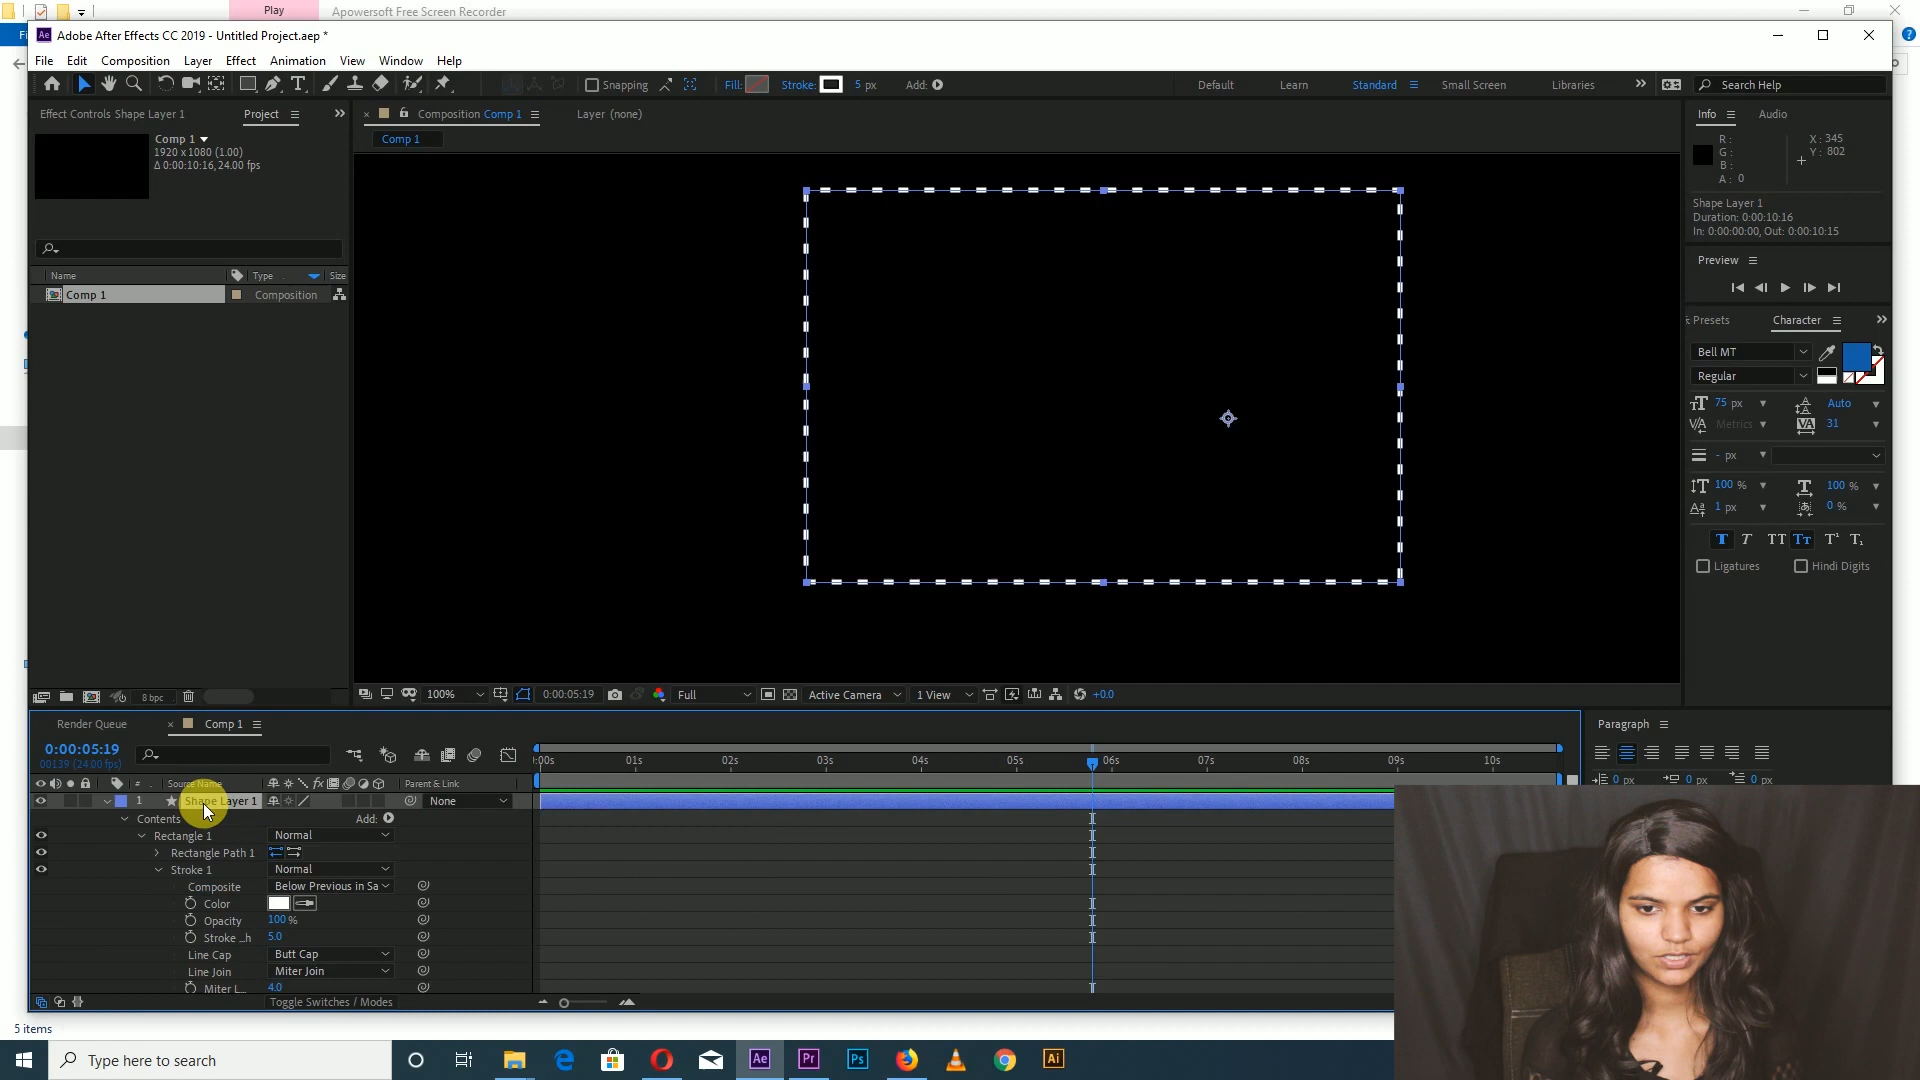 Play
Apowersoft Free Screen Recorder
Adobe After Effects CC 2019 - Untitled Project.aep *
File Edit Composition Layer Effect Animation View Window Help
Snapping
Fill:
Stroke:
5 px
Add:
Default
Learn
Standard
Small Screen
Libraries
Search Help
Effect Controls Shape Layer 1
Project
Composition Comp 1
Layer (none)
Info
Audio
Comp 1
1920 x 1080 (1.00)
Δ 0:00:10:16, 24.00 fps
Comp 1
R:
G:
B:
A: 0
X: 345
Y: 802
Shape Layer 1
Duration: 0:00:10:16
In: 0:00:00:00, Out: 0:00:10:15
Preview
Name
Type
Size
Comp 1
Composition
Presets
Character
Bell MT
Regular
75 px
Auto
Metrics
31
- px
100 %
100 %
1 px
0 %
T T TT Tт T¹ T₁
Ligatures
Hindi Digits
8 bpc
100%
0:00:05:19
Full
Active Camera
1 View
+0.0
Render Queue
Comp 1
Paragraph
0:00:05:19
00139 (24.00 fps)
:00s 01s 02s 03s 04s 05s 06s 07s 08s 09s 10s
0 px
0 px
0 px
#
Source Name
fx
Parent & Link
1
Shape Layer 1
None
Contents
Add:
Rectangle 1
Normal
Rectangle Path 1
Stroke 1
Normal
Composite
Below Previous in Sa
Color
Opacity
100 %
Stroke ...h
5.0
Line Cap
Butt Cap
Line Join
Miter Join
Miter L...
4.0
Toggle Switches / Modes
5 items
Type here to search
Ae
Pr
Ps
Ai